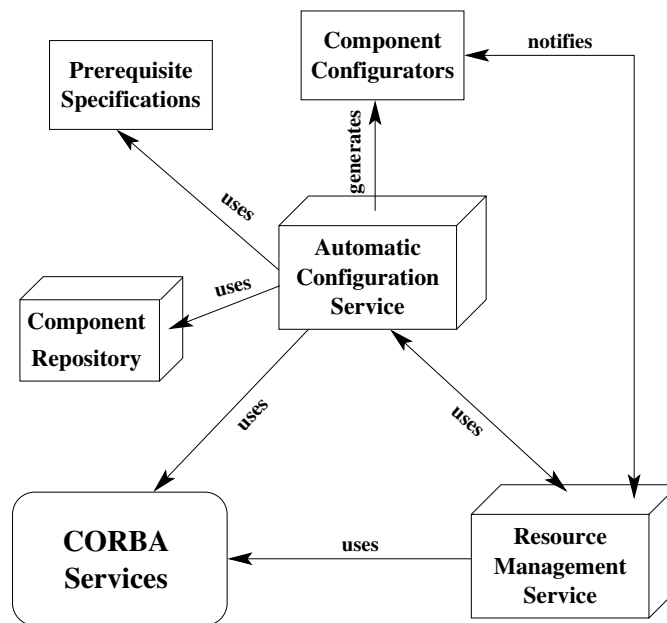 Component
Configurators
notifies
Prerequisite
Specifications
generates
uses
Automatic
Configuration
Service
uses
Component
Repository
uses
uses
CORBA
Services
uses
Resource
Management
Service